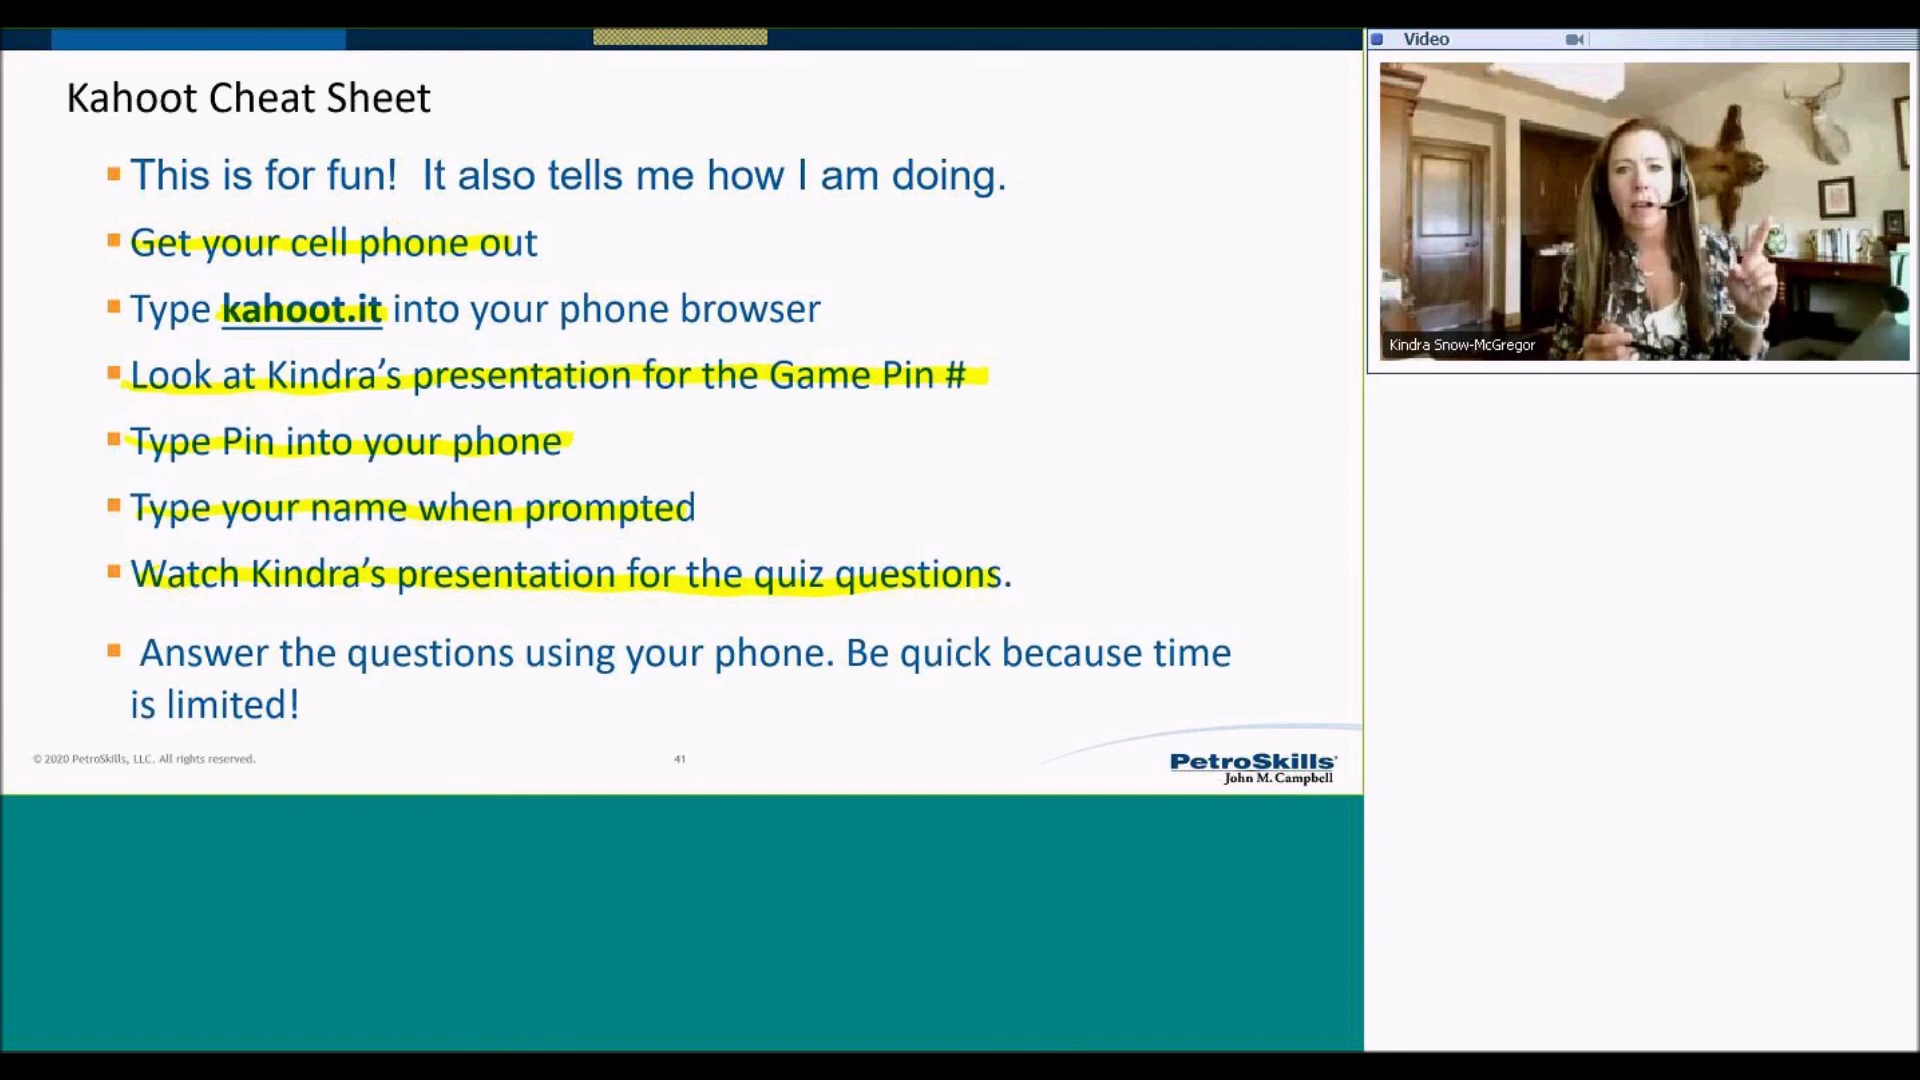 Video
Kahoot Cheat Sheet
This is for fun! It also tells me how I am doing.
Get your cell phone out
Type kahoot.it into your phone browser
Look at Kindra’s presentation for the Game Pin #
Type Pin into your phone
Type your name when prompted
Watch Kindra’s presentation for the quiz questions.
Answer the questions using your phone. Be quick because time
is limited!
© 2020 PetroSkills, LLC. All rights reserved.
41
PetroSkills
John M. Campbell
Kindra Snow-McGregor